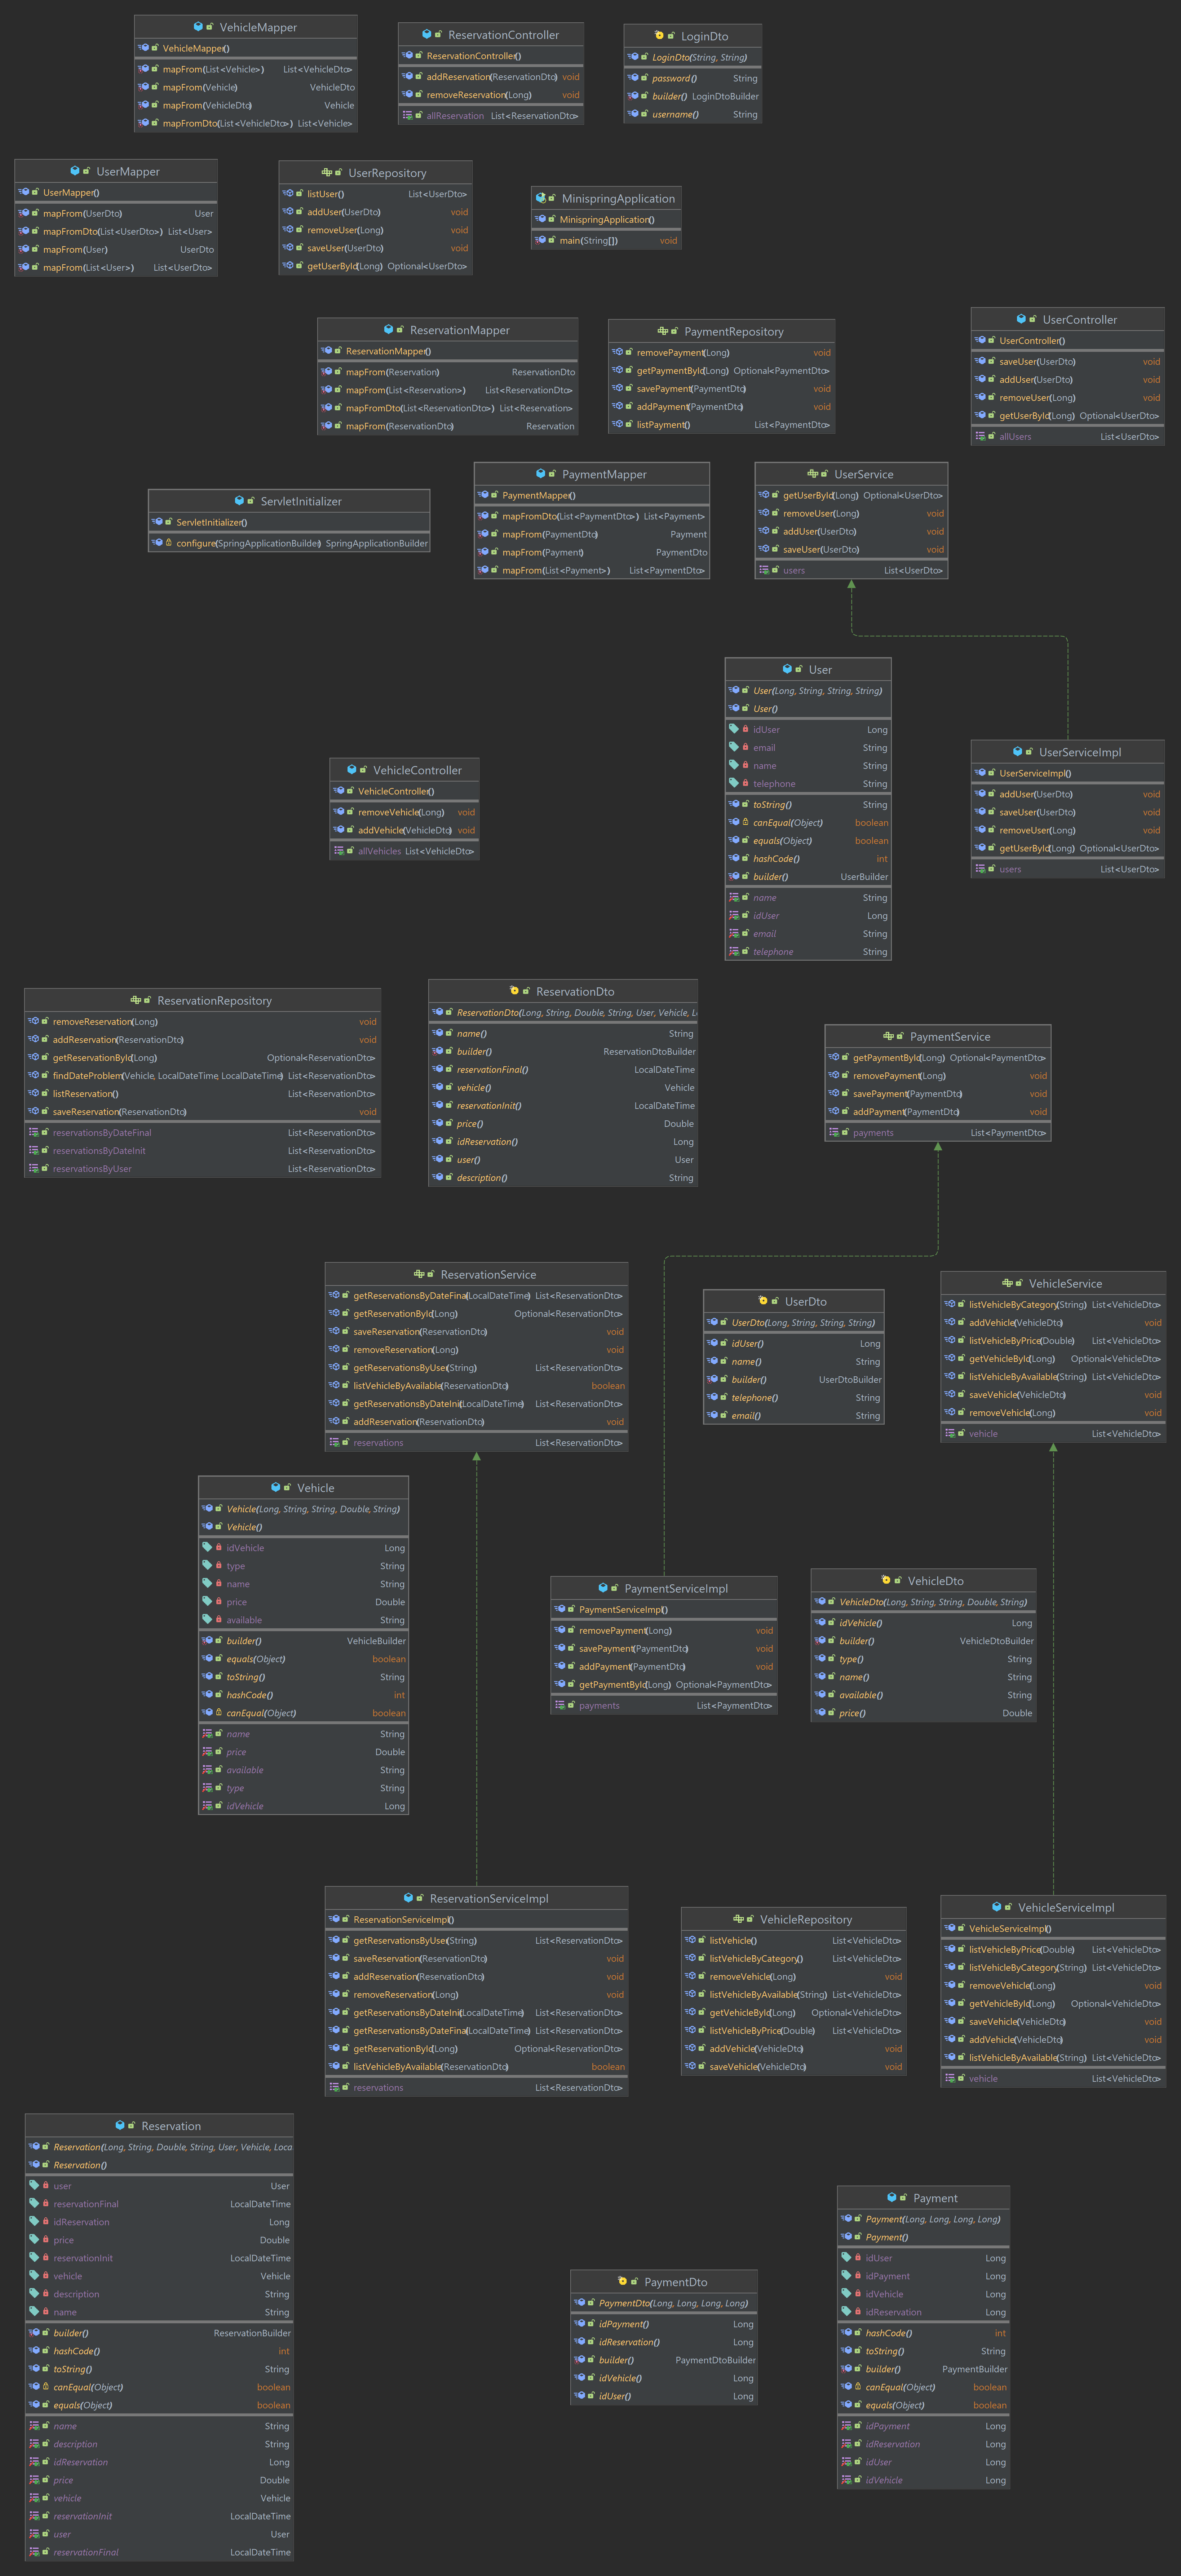 VehicleMapper
VehicleMapper()
mapFrom(List<Vehicle>) List<VehicleDto>
mapFrom(Vehicle) VehicleDto
mapFrom(VehicleDto) Vehicle
mapFromDto(List<VehicleDto>) List<Vehicle>
ReservationController
ReservationController()
addReservation(ReservationDto) void
removeReservation(Long) void
allReservation List<ReservationDto>
LoginDto
LoginDto(String, String)
password() String
builder() LoginDtoBuilder
username() String
UserMapper
UserMapper()
mapFrom(UserDto) User
mapFromDto(List<UserDto>) List<User>
mapFrom(User) UserDto
mapFrom(List<User>) List<UserDto>
UserRepository
listUser() List<UserDto>
addUser(UserDto) void
removeUser(Long) void
saveUser(UserDto) void
getUserById(Long) Optional<UserDto>
MinispringApplication
MinispringApplication()
main(String[]) void
ReservationMapper
ReservationMapper()
mapFrom(Reservation) ReservationDto
mapFrom(List<Reservation>) List<ReservationDto>
mapFromDto(List<ReservationDto>) List<Reservation>
mapFrom(ReservationDto) Reservation
PaymentRepository
removePayment(Long) void
getPaymentById(Long) Optional<PaymentDto>
savePayment(PaymentDto) void
addPayment(PaymentDto) void
listPayment() List<PaymentDto>
UserController
UserController()
saveUser(UserDto) void
addUser(UserDto) void
removeUser(Long) void
getUserById(Long) Optional<UserDto>
allUsers List<UserDto>
ServletInitializer
ServletInitializer()
configure(SpringApplicationBuilder) SpringApplicationBuilder
PaymentMapper
PaymentMapper()
mapFromDto(List<PaymentDto>) List<Payment>
mapFrom(PaymentDto) Payment
mapFrom(Payment) PaymentDto
mapFrom(List<Payment>) List<PaymentDto>
UserService
getUserById(Long) Optional<UserDto>
removeUser(Long) void
addUser(UserDto) void
saveUser(UserDto) void
users List<UserDto>
User
User(Long, String, String, String)
User()
idUser Long
email String
name String
telephone String
toString() String
canEqual(Object) boolean
equals(Object) boolean
hashCode() int
builder() UserBuilder
name String
idUser Long
email String
telephone String
UserServiceImpl
UserServiceImpl()
addUser(UserDto) void
saveUser(UserDto) void
removeUser(Long) void
getUserById(Long) Optional<UserDto>
users List<UserDto>
VehicleController
VehicleController()
removeVehicle(Long) void
addVehicle(VehicleDto) void
allVehicles List<VehicleDto>
ReservationRepository
removeReservation(Long) void
addReservation(ReservationDto) void
getReservationById(Long) Optional<ReservationDto>
findDateProblem(Vehicle, LocalDateTime, LocalDateTime) List<ReservationDto>
listReservation() List<ReservationDto>
saveReservation(ReservationDto) void
reservationsByDateFinal List<ReservationDto>
reservationsByDateInit List<ReservationDto>
reservationsByUser List<ReservationDto>
ReservationDto
ReservationDto(Long, String, Double, String, User, Vehicle, Lo
name() String
builder() ReservationDtoBuilder
reservationFinal() LocalDateTime
vehicle() Vehicle
reservationInit() LocalDateTime
price() Double
idReservation() Long
user() User
description() String
PaymentService
getPaymentById(Long) Optional<PaymentDto>
removePayment(Long) void
savePayment(PaymentDto) void
addPayment(PaymentDto) void
payments List<PaymentDto>
ReservationService
getReservationsByDateFinal(LocalDateTime) List<ReservationDto>
getReservationById(Long) Optional<ReservationDto>
saveReservation(ReservationDto) void
removeReservation(Long) void
getReservationsByUser(String) List<ReservationDto>
listVehicleByAvailable(ReservationDto) boolean
getReservationsByDateInit(LocalDateTime) List<ReservationDto>
addReservation(ReservationDto) void
reservations List<ReservationDto>
UserDto
UserDto(Long, String, String, String)
idUser() Long
name() String
builder() UserDtoBuilder
telephone() String
email() String
VehicleService
listVehicleByCategory(String) List<VehicleDto>
addVehicle(VehicleDto) void
listVehicleByPrice(Double) List<VehicleDto>
getVehicleById(Long) Optional<VehicleDto>
listVehicleByAvailable(String) List<VehicleDto>
saveVehicle(VehicleDto) void
removeVehicle(Long) void
vehicle List<VehicleDto>
Vehicle
Vehicle(Long, String, String, Double, String)
Vehicle()
idVehicle Long
type String
name String
price Double
available String
builder() VehicleBuilder
equals(Object) boolean
toString() String
hashCode() int
canEqual(Object) boolean
name String
price Double
available String
type String
idVehicle Long
PaymentServiceImpl
PaymentServiceImpl()
removePayment(Long) void
savePayment(PaymentDto) void
addPayment(PaymentDto) void
getPaymentById(Long) Optional<PaymentDto>
payments List<PaymentDto>
VehicleDto
VehicleDto(Long, String, String, Double, String)
idVehicle() Long
builder() VehicleDtoBuilder
type() String
name() String
available() String
price() Double
ReservationServiceImpl
ReservationServiceImpl()
getReservationsByUser(String) List<ReservationDto>
saveReservation(ReservationDto) void
addReservation(ReservationDto) void
removeReservation(Long) void
getReservationsByDateInit(LocalDateTime) List<ReservationDto>
getReservationsByDateFinal(LocalDateTime) List<ReservationDto>
getReservationById(Long) Optional<ReservationDto>
listVehicleByAvailable(ReservationDto) boolean
reservations List<ReservationDto>
VehicleRepository
listVehicle() List<VehicleDto>
listVehicleByCategory() List<VehicleDto>
removeVehicle(Long) void
listVehicleByAvailable(String) List<VehicleDto>
getVehicleById(Long) Optional<VehicleDto>
listVehicleByPrice(Double) List<VehicleDto>
addVehicle(VehicleDto) void
saveVehicle(VehicleDto) void
VehicleServiceImpl
VehicleServiceImpl()
listVehicleByPrice(Double) List<VehicleDto>
listVehicleByCategory(String) List<VehicleDto>
removeVehicle(Long) void
getVehicleById(Long) Optional<VehicleDto>
saveVehicle(VehicleDto) void
addVehicle(VehicleDto) void
listVehicleByAvailable(String) List<VehicleDto>
vehicle List<VehicleDto>
Reservation
Reservation(Long, String, Double, String, User, Vehicle, Loca
Reservation()
user User
reservationFinal LocalDateTime
idReservation Long
price Double
reservationInit LocalDateTime
vehicle Vehicle
description String
name String
builder() ReservationBuilder
hashCode() int
toString() String
canEqual(Object) boolean
equals(Object) boolean
name String
description String
idReservation Long
price Double
vehicle Vehicle
reservationInit LocalDateTime
user User
reservationFinal LocalDateTime
PaymentDto
PaymentDto(Long, Long, Long, Long)
idPayment() Long
idReservation() Long
builder() PaymentDtoBuilder
idVehicle() Long
idUser() Long
Payment
Payment(Long, Long, Long, Long)
Payment()
idUser Long
idPayment Long
idVehicle Long
idReservation Long
hashCode() int
toString() String
builder() PaymentBuilder
canEqual(Object) boolean
equals(Object) boolean
idPayment Long
idReservation Long
idUser Long
idVehicle Long